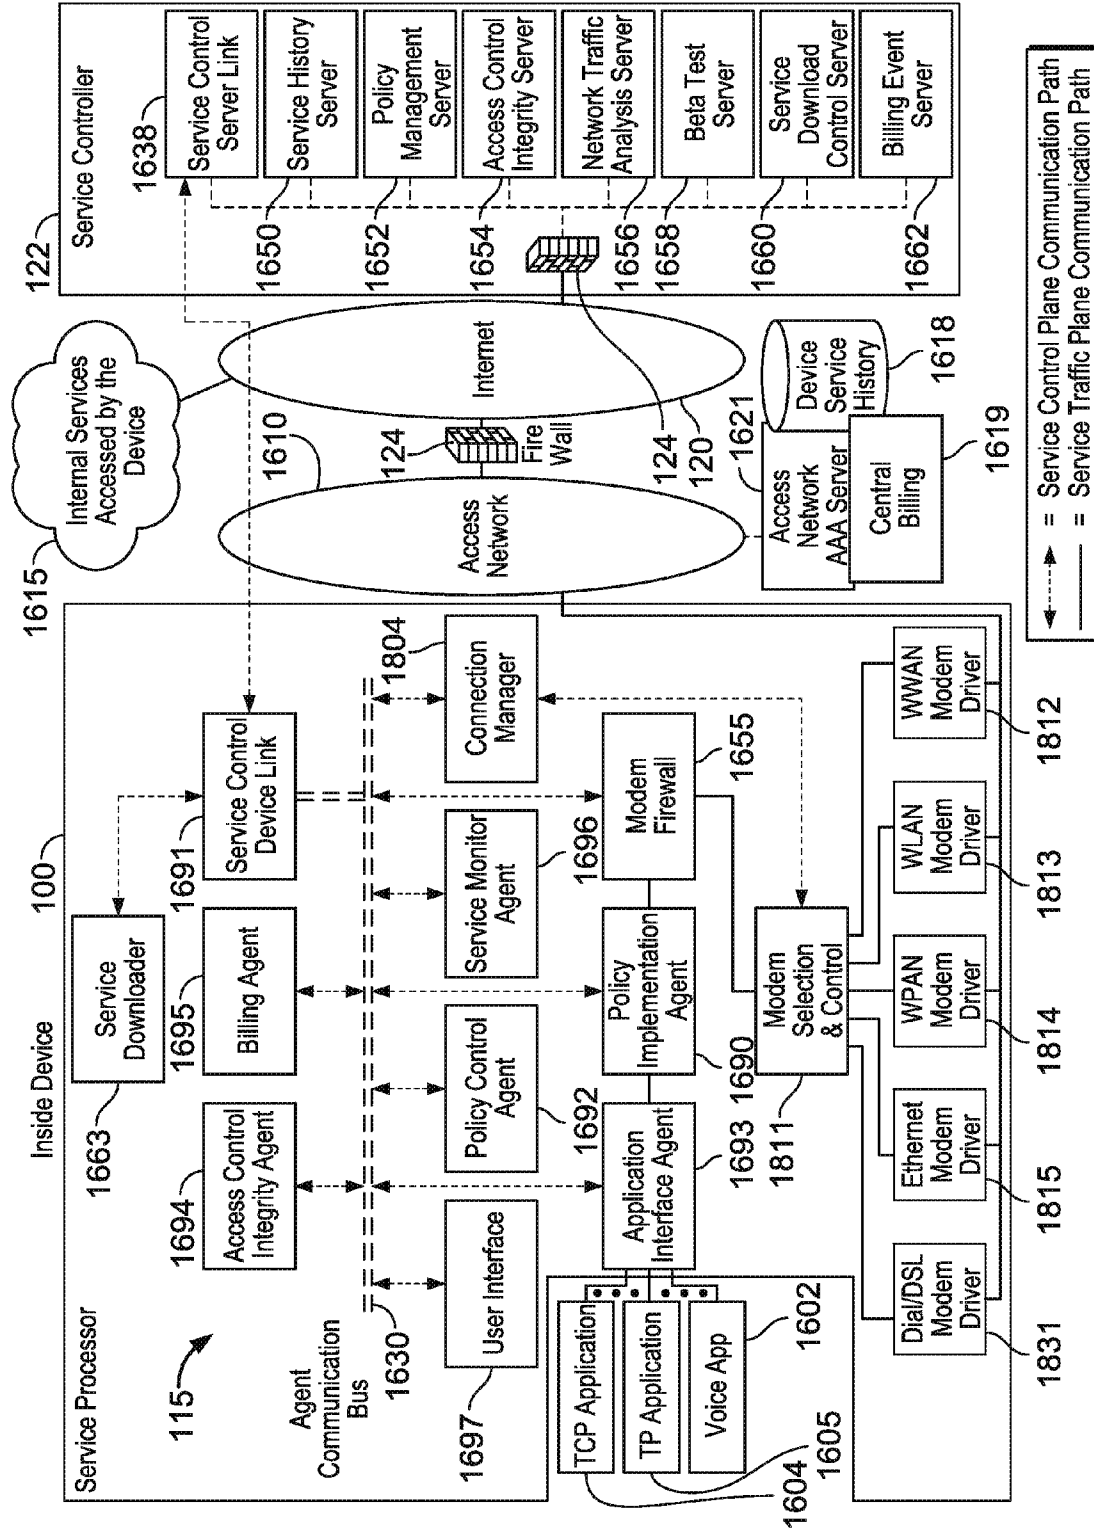 Service Processor
Inside Device
100
115
1663
Service
Downloader
1694
Access Control
Integrity Agent
1695
Billing Agent
1691
Service Control
Device Link
Agent
Communication
Bus
1630
1697
User Interface
1692
Policy Control
Agent
1696
Service Monitor
Agent
1804
Connection
Manager
1693
Application
Interface Agent
1690
Policy
Implementation
Agent
1655
Modem
Firewall
TCP Application
TP Application
Voice App
1604
1605
1602
1811
Modem
Selection
& Control
Dial/DSL
Modem
Driver
1831
Ethernet
Modem
Driver
1815
WPAN
Modem
Driver
1814
WLAN
Modem
Driver
1813
WWAN
Modem
Driver
1812
1615
Internal Services
Accessed by the
Device
1610
Access
Network
124
Fire
Wall
Internet
120
124
1621
Access
Network
AAA Server
Device
Service
History
1618
Central
Billing
1619
122
Service Controller
1638
Service Control
Server Link
1650
Service History
Server
1652
Policy
Management
Server
1654
Access Control
Integrity Server
1656
Network Traffic
Analysis Server
1658
Beta Test
Server
1660
Service
Download
Control Server
1662
Billing Event
Server
= Service Control Plane Communication Path
= Service Traffic Plane Communication Path